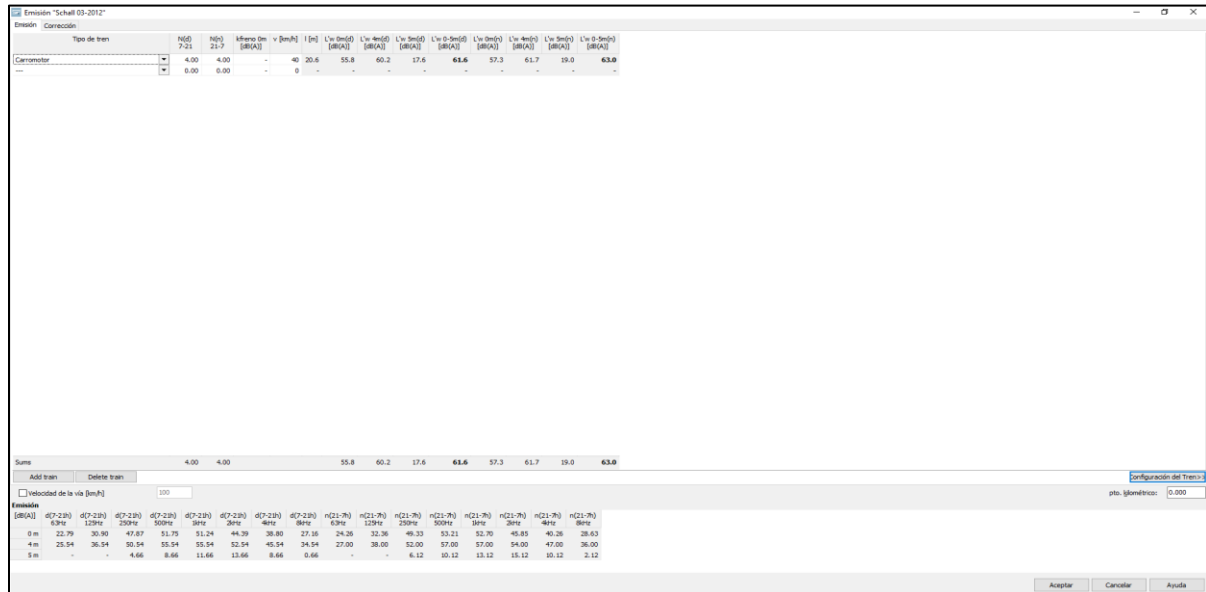 Emisión "Schall 03-2012"
Emisión Corrección
Tipo de tren N(d) 7-21 N(n) 21-7 kfreno 0m [dB(A)] v [km/h] l [m] L'w 0m(d) [dB(A)] L'w 4m(d) [dB(A)] L'w 5m(d) [dB(A)] L'w 0-5m(d) [dB(A)] L'w 0m(n) [dB(A)] L'w 4m(n) [dB(A)] L'w 5m(n) [dB(A)] L'w 0-5m(n) [dB(A)]
Carromotor 4.00 4.00 - 40 20.6 55.8 60.2 17.6 61.6 57.3 61.7 19.0 63.0
--- 0.00 0.00 - 0 - - - - - - - - -
Sums 4.00 4.00 55.8 60.2 17.6 61.6 57.3 61.7 19.0 63.0
Add train Delete train Configuración del Tren>>
Velocidad de la vía [km/h] 100 pto. kilométrico: 0.000
Emisión
[dB(A)] d(7-21h) 63Hz d(7-21h) 125Hz d(7-21h) 250Hz d(7-21h) 500Hz d(7-21h) 1kHz d(7-21h) 2kHz d(7-21h) 4kHz d(7-21h) 8kHz n(21-7h) 63Hz n(21-7h) 125Hz n(21-7h) 250Hz n(21-7h) 500Hz n(21-7h) 1kHz n(21-7h) 2kHz n(21-7h) 4kHz n(21-7h) 8kHz
0 m 22.79 30.90 47.87 51.75 51.24 44.39 38.80 27.16 24.26 32.36 49.33 53.21 52.70 45.85 40.26 28.63
4 m 25.54 36.54 50.54 55.54 55.54 52.54 45.54 34.54 27.00 38.00 52.00 57.00 57.00 54.00 47.00 36.00
5 m - - 4.66 8.66 11.66 13.66 8.66 0.66 - - 6.12 10.12 13.12 15.12 10.12 2.12
Aceptar Cancelar Ayuda